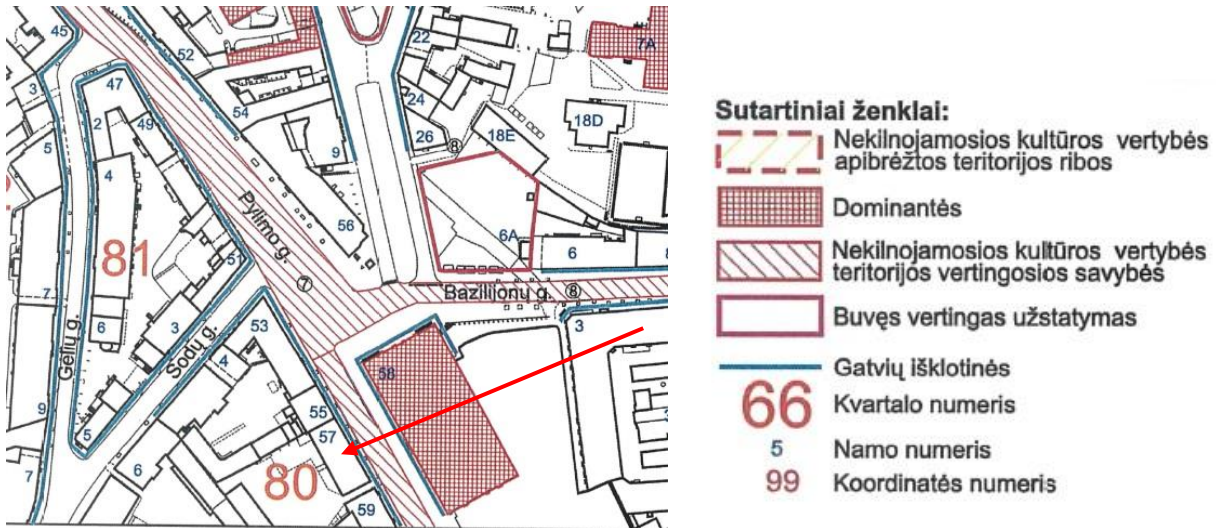 45
52
22
7A
3
47
54
24
2
49
9
26
18E
18D
8
5
4
56
6A
6
8
Pylimo g.
81
51
7
Bazilijonų g.
8
7
6
3
Sodų g.
53
3
Gėlių g.
4
58
9
55
5
57
7
6
80
59
Sutartiniai ženklai:
Nekilnojamosios kultūros vertybės
apibrėžtos teritorijos ribos
Dominantės
Nekilnojamosios kultūros vertybės
teritorijos vertingosios savybės
Buvęs vertingas užstatymas
Gatvių išklotinės
66 Kvartalo numeris
5 Namo numeris
99 Koordinatės numeris